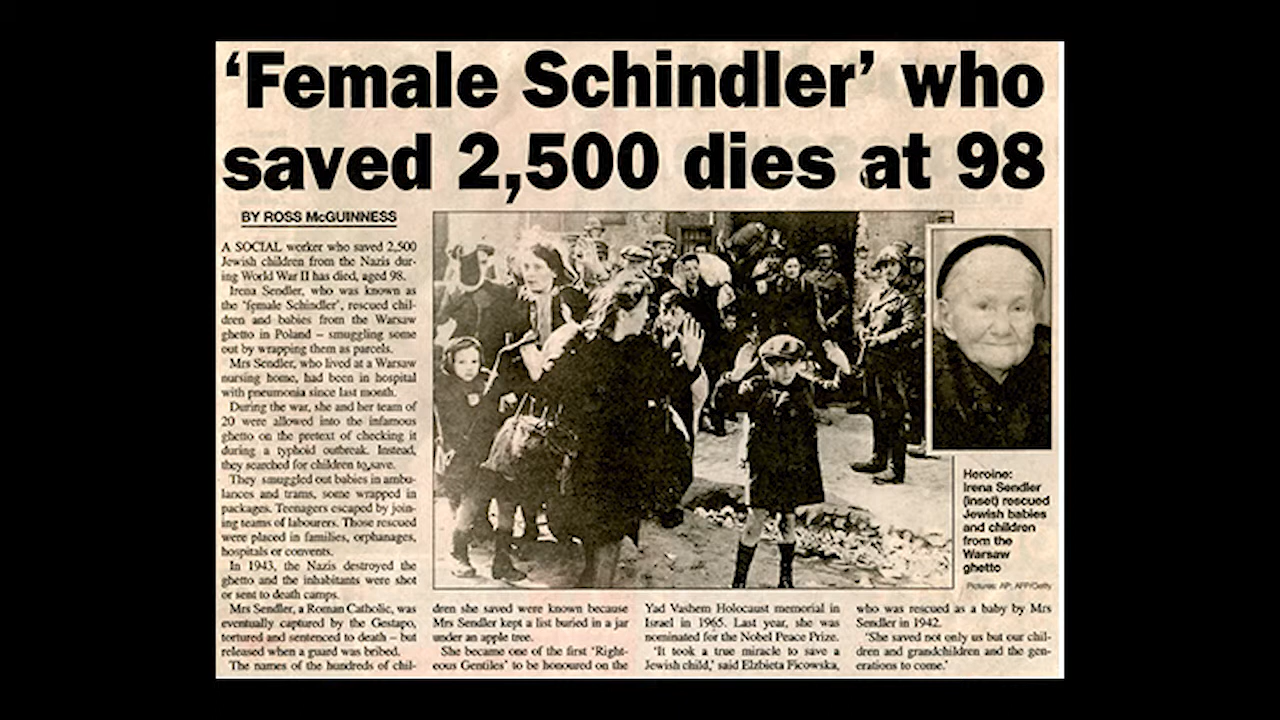 ‘Female Schindler’ who
saved 2,500 dies at 98
BY ROSS McGUINNESS
A SOCIAL worker who saved 2,500
Jewish children from the Nazis dur-
ing World War II has died, aged 98.
Irena Sendler, who was known as
the ‘female Schindler’, rescued chil-
dren and babies from the Warsaw
ghetto in Poland – smuggling some
out by wrapping them as parcels.
Mrs Sendler, who lived at a Warsaw
nursing home, had been in hospital
with pneumonia since last month.
During the war, she and her team of
20 were allowed into the infamous
ghetto on the pretext of checking it
during a typhoid outbreak. Instead,
they searched for children to save.
They smuggled out babies in ambu-
lances and trams, some wrapped in
packages. Teenagers escaped by join-
ing teams of labourers. Those rescued
were placed in families, orphanages,
hospitals or convents.
In 1943, the Nazis destroyed the
ghetto and the inhabitants were shot
or sent to death camps.
Mrs Sendler, a Roman Catholic, was
eventually captured by the Gestapo,
tortured and sentenced to death – but
released when a guard was bribed.
The names of the hundreds of chil-
dren she saved were known because
Mrs Sendler kept a list buried in a jar
under an apple tree.
She became one of the first ‘Right-
eous Gentiles’ to be honoured on the
Yad Vashem Holocaust memorial in
Israel in 1965. Last year, she was
nominated for the Nobel Peace Prize.
‘It took a true miracle to save a
Jewish child,’ said Elzbieta Ficowska,
who was rescued as a baby by Mrs
Sendler in 1942.
‘She saved not only us but our chil-
dren and grandchildren and the gen-
erations to come.’
Heroine:
Irena Sendler
(inset) rescued
Jewish babies
and children
from the
Warsaw
ghetto
Pictures: AP; AFP/Getty